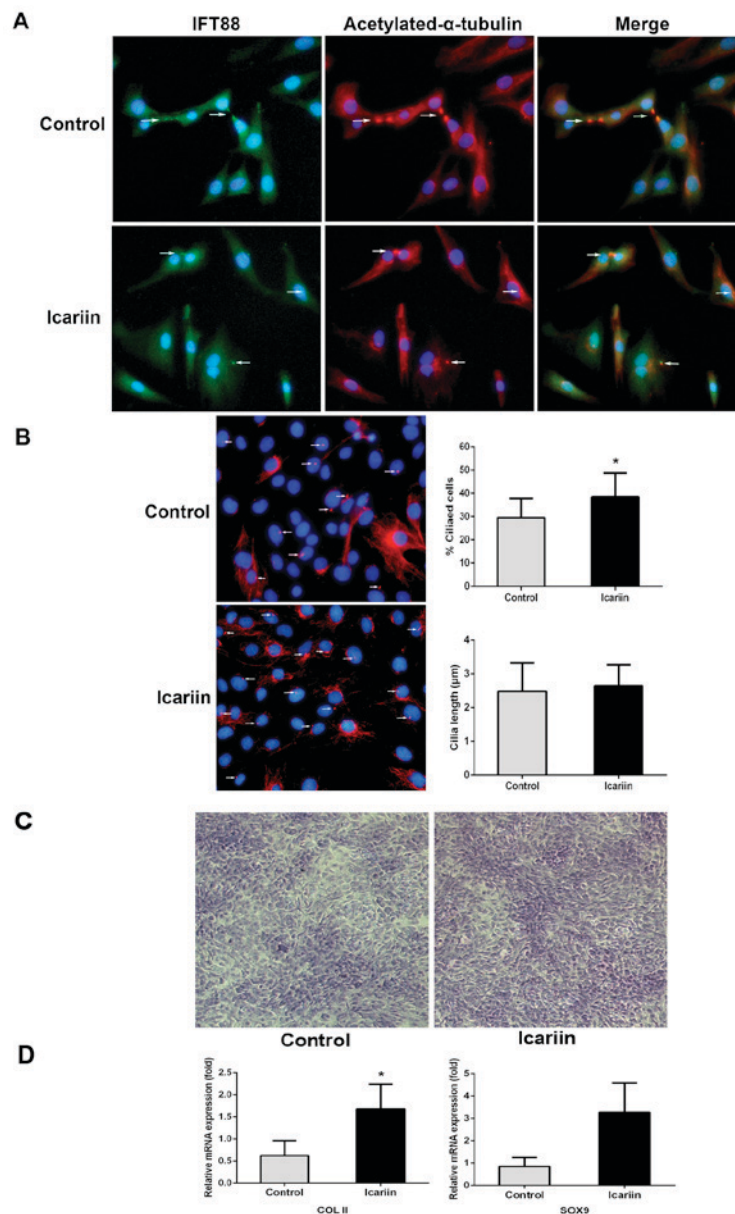 A
IFT88 Acetylated-α-tubulin Merge
Control
Icariin
B
Control
Icariin
% Ciliaed cells
60
50
40
30
20
10
0
*
Control Icariin
Cilia length (μm)
4
3
2
1
0
Control Icariin
C
Control Icariin
D
Relative mRNA expression (fold)
2.5
2.0
1.5
1.0
0.5
0.0
*
Control Icariin
COL II
Relative mRNA expression (fold)
5
4
3
2
1
0
Control Icariin
SOX9